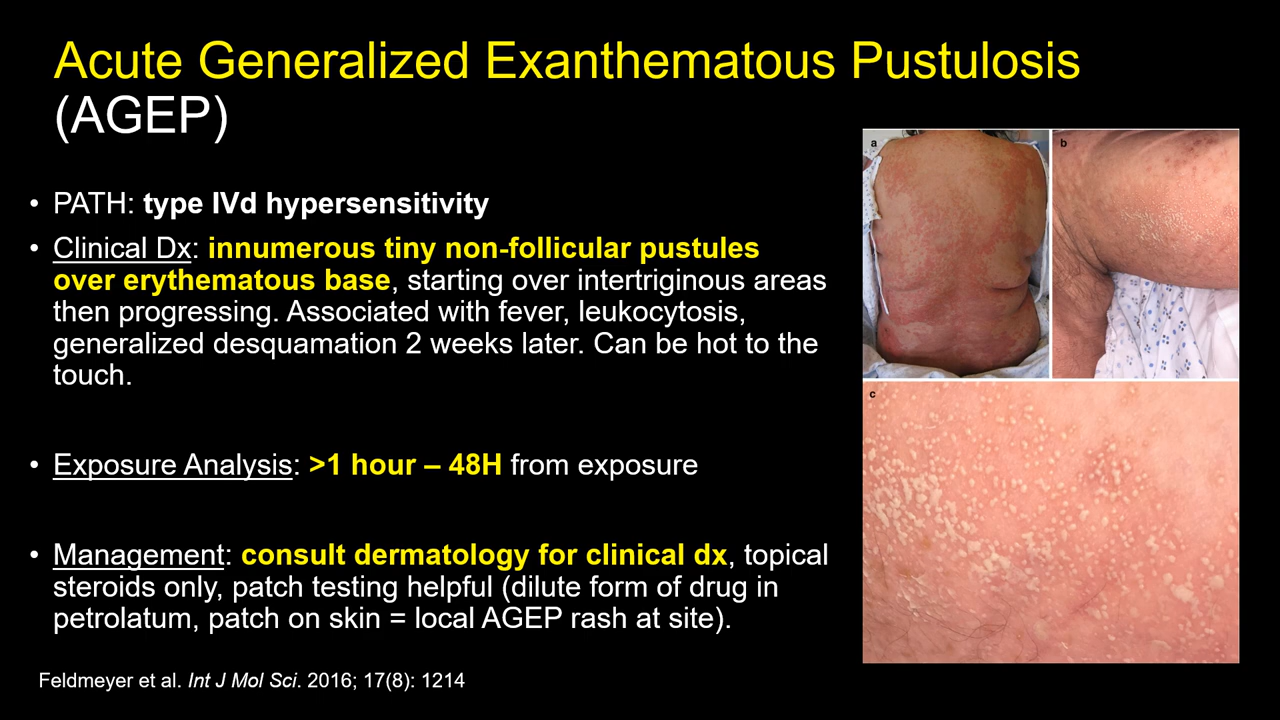 Acute Generalized Exanthematous Pustulosis
(AGEP)
• PATH: type IVd hypersensitivity
• Clinical Dx: innumerous tiny non-follicular pustules
over erythematous base, starting over intertriginous areas
then progressing. Associated with fever, leukocytosis,
generalized desquamation 2 weeks later. Can be hot to the
touch.
• Exposure Analysis: >1 hour – 48H from exposure
• Management: consult dermatology for clinical dx, topical
steroids only, patch testing helpful (dilute form of drug in
petrolatum, patch on skin = local AGEP rash at site).
Feldmeyer et al. Int J Mol Sci. 2016; 17(8): 1214
a
b
c